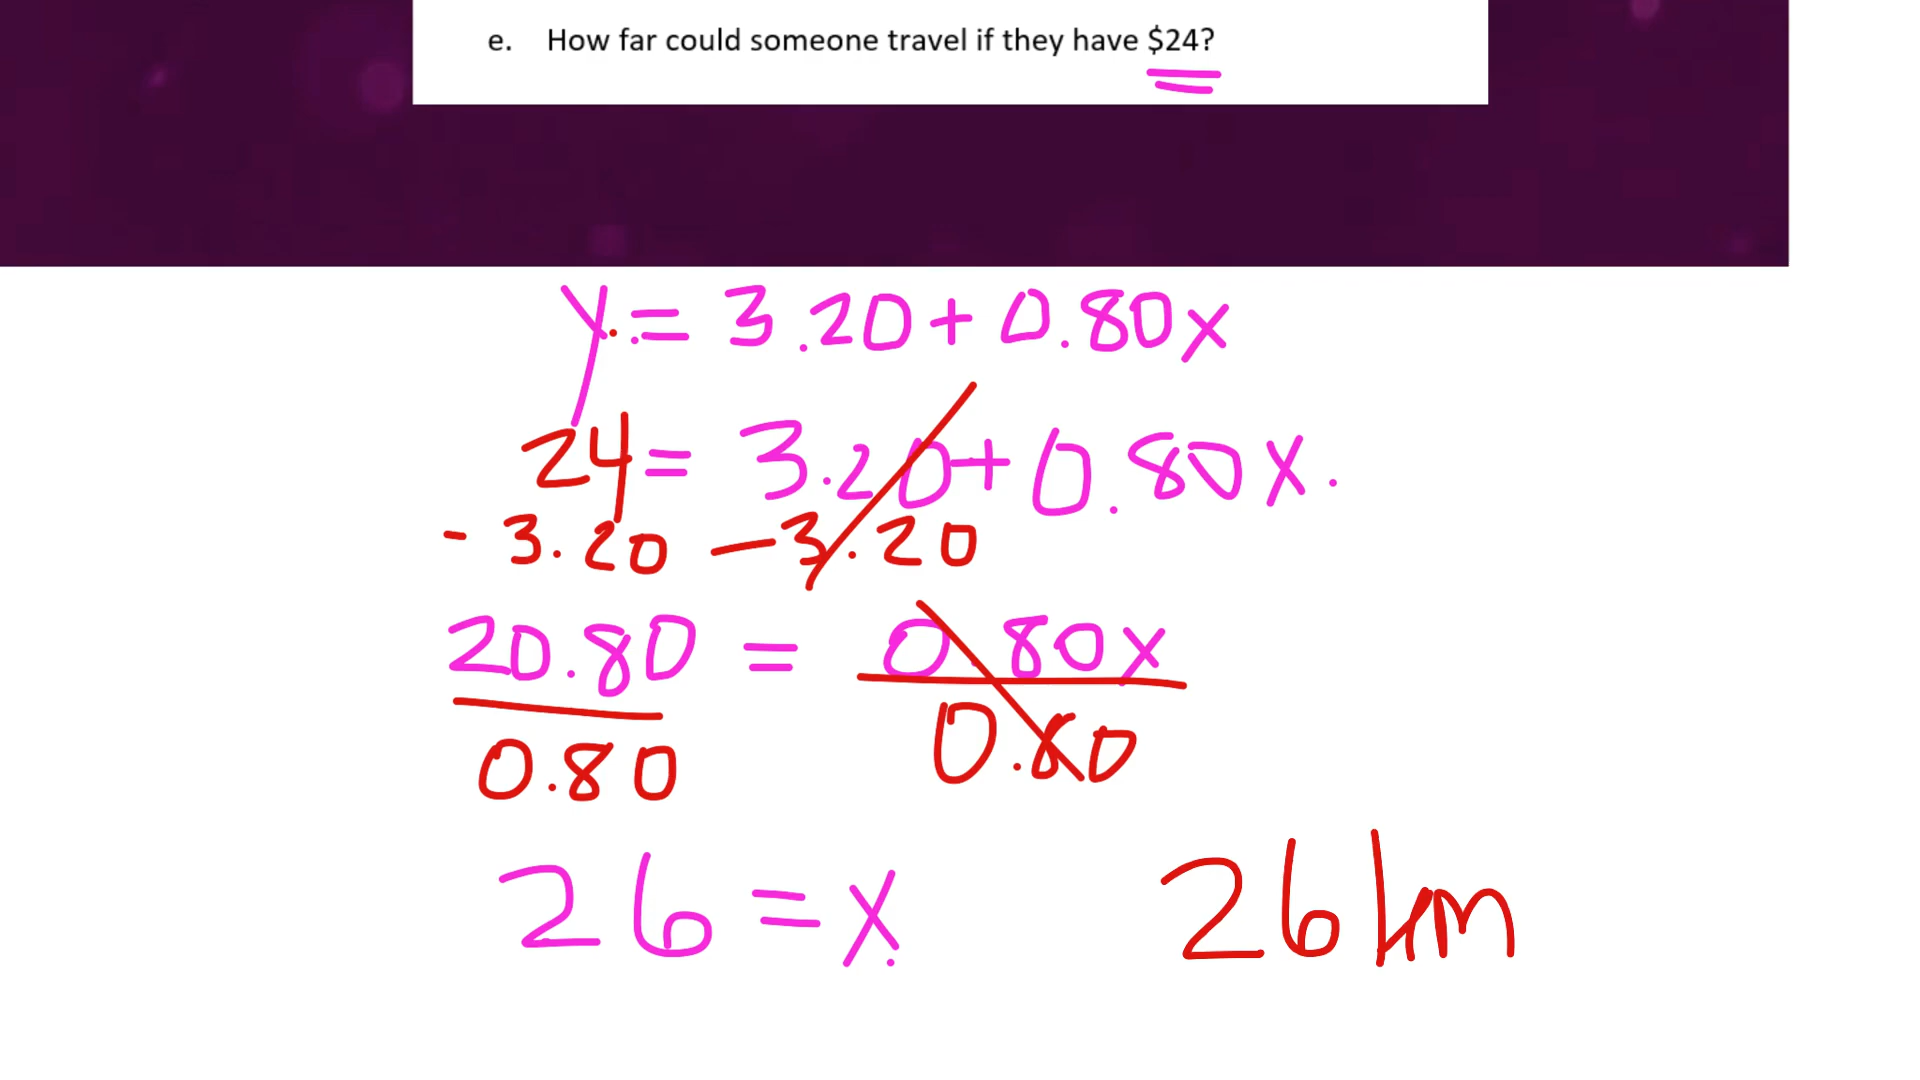 e. How far could someone travel if they have $24?
y = 3.20 + 0.80x
24 = 3.20 + 0.80x
- 3.20 - 3.20
20.80 = 0.80x
0.80 0.80
26 = x
26 km